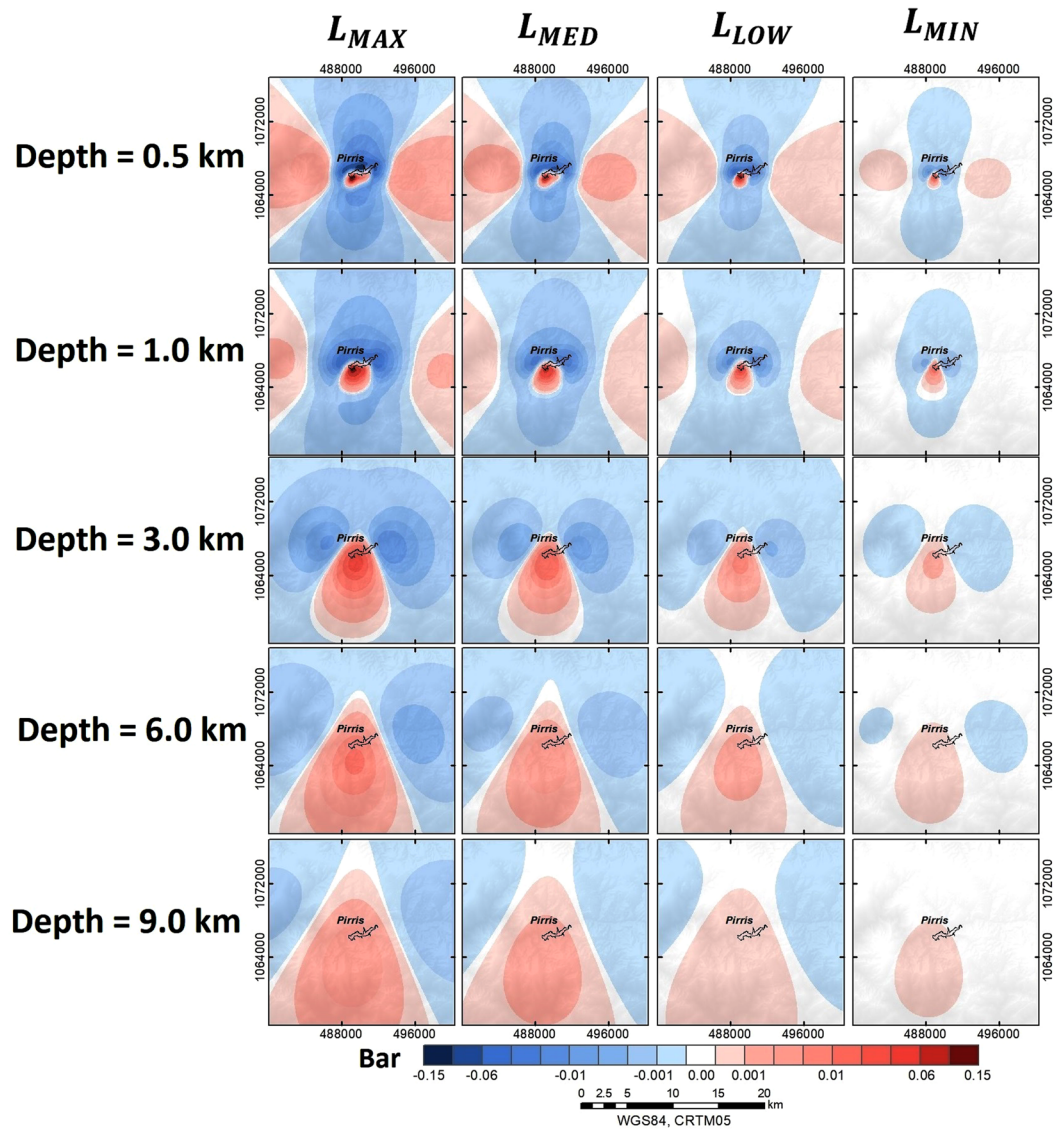 L_MAX L_MED L_LOW L_MIN
488000 496000 488000 496000 488000 496000 488000 496000
Depth = 0.5 km
Pirris Pirris Pirris Pirris
1072000 1064000 1072000 1064000
Depth = 1.0 km
Pirris Pirris Pirris Pirris
1072000 1064000 1072000 1064000
Depth = 3.0 km
Pirris Pirris Pirris Pirris
1072000 1064000 1072000 1064000
Depth = 6.0 km
Pirris Pirris Pirris Pirris
1072000 1064000 1072000 1064000
Depth = 9.0 km
Pirris Pirris Pirris Pirris
1072000 1064000 1072000 1064000
488000 496000 488000 496000 488000 496000 488000 496000
Bar
-0.15 -0.06 -0.01 -0.001 0.00 0.001 0.01 0.06 0.15
0 2.5 5 10 15 20
km
WGS84, CRTM05